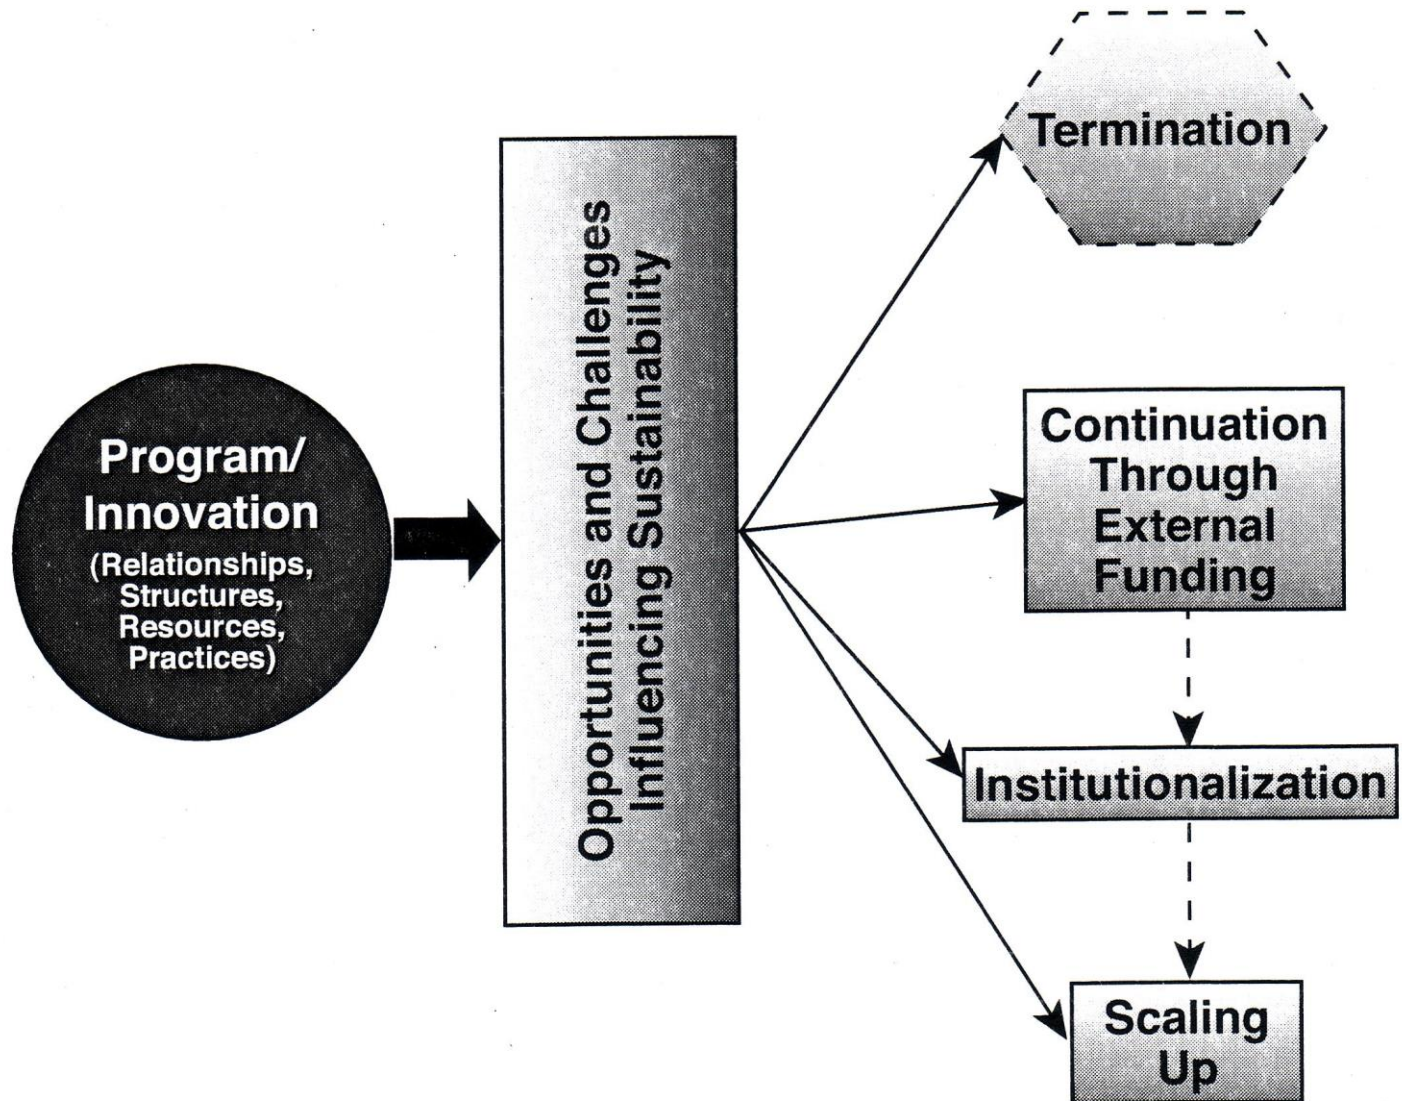 Program/
Innovation
(Relationships,
Structures,
Resources,
Practices)
Opportunities and Challenges
Influencing Sustainability
Termination
Continuation
Through
External
Funding
Institutionalization
Scaling
Up